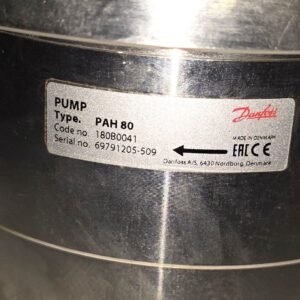 PUMP
Type. PAH 80
Code no. 180B0041
Serial no. 69791205-509
Danfoss
MADE IN DENMARK
EAC CE
Danfoss A/S, 6430 Nordborg, Denmark